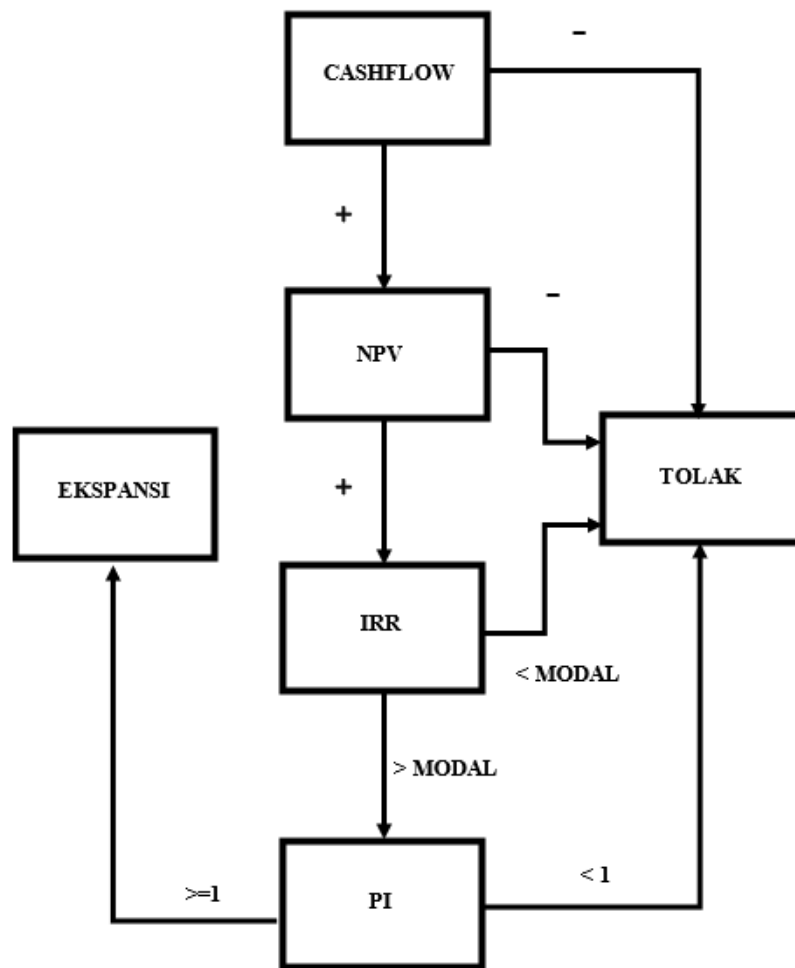 −
CASHFLOW
+
−
NPV
TOLAK
EKSPANSI
+
IRR
< MODAL
> MODAL
>=1
< 1
PI